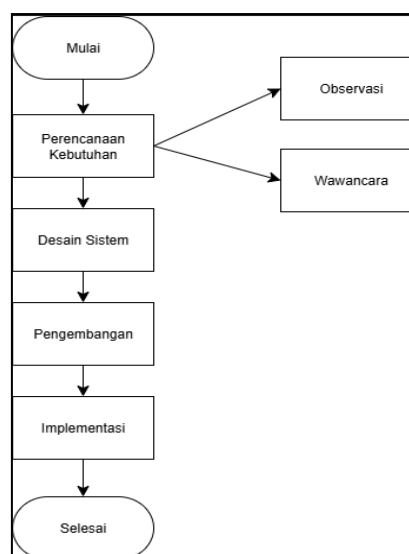 Mulai
Observasi
Perencanaan
Kebutuhan
Wawancara
Desain Sistem
Pengembangan
Implementasi
Selesai